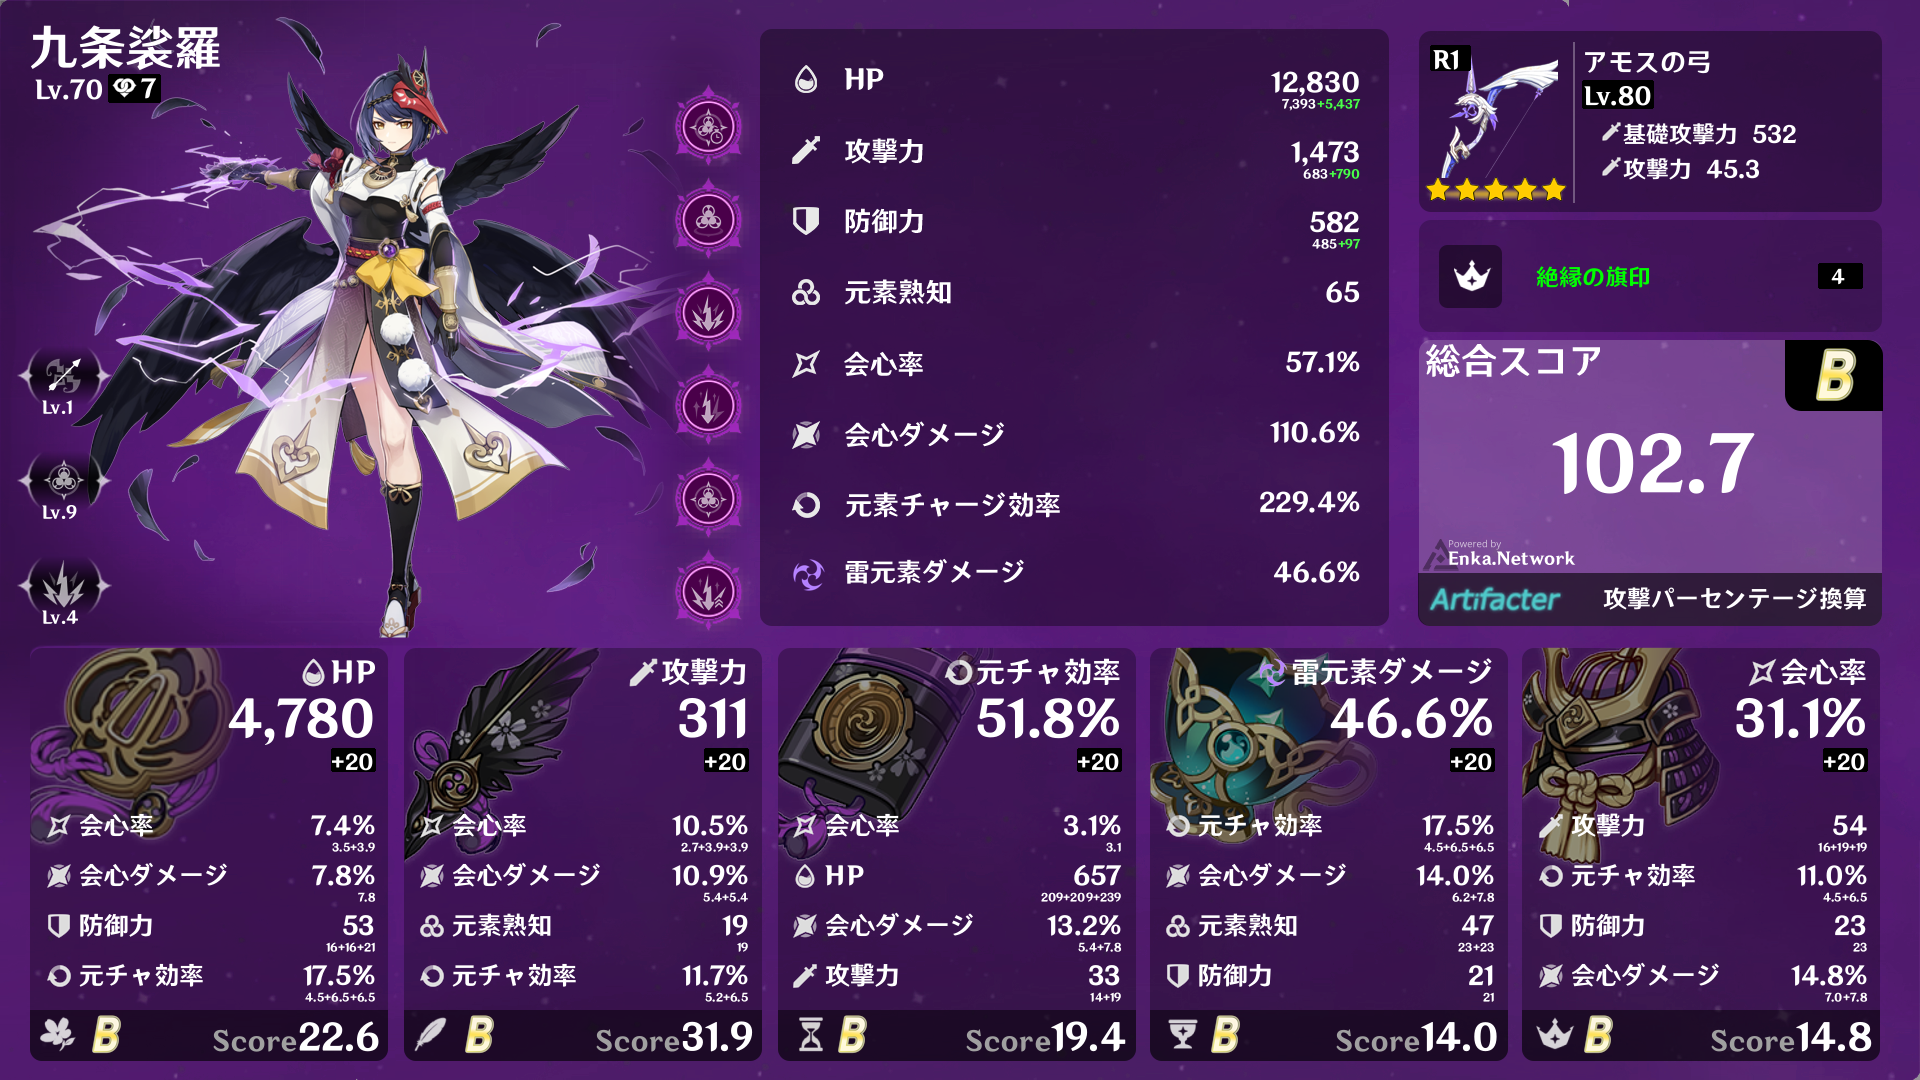 九条裟羅
Lv.70 7
Lv.1
Lv.9
Lv.4
HP 12,830
7,393+5,437
攻撃力 1,473
683+790
防御力 582
485+97
元素熟知 65
会心率 57.1%
会心ダメージ 110.6%
元素チャージ効率 229.4%
雷元素ダメージ 46.6%
R1
アモスの弓
Lv.80
基礎攻撃力 532
攻撃力 45.3
絶縁の旗印 4
総合スコア B
102.7
Powered by
Enka.Network
Artifacter 攻撃パーセンテージ換算
HP
4,780
+20
会心率 7.4%
3.5+3.9
会心ダメージ 7.8%
7.8
防御力 53
16+16+21
元チャ効率 17.5%
4.5+6.5+6.5
B Score22.6
攻撃力
311
+20
会心率 10.5%
2.7+3.9+3.9
会心ダメージ 10.9%
5.4+5.4
元素熟知 19
19
元チャ効率 11.7%
5.2+6.5
B Score31.9
元チャ効率
51.8%
+20
会心率 3.1%
3.1
HP 657
209+209+239
会心ダメージ 13.2%
5.4+7.8
攻撃力 33
14+19
B Score19.4
雷元素ダメージ
46.6%
+20
元チャ効率 17.5%
4.5+6.5+6.5
会心ダメージ 14.0%
6.2+7.8
元素熟知 47
23+23
防御力 21
21
B Score14.0
会心率
31.1%
+20
攻撃力 54
16+19+19
元チャ効率 11.0%
4.5+6.5
防御力 23
23
会心ダメージ 14.8%
7.0+7.8
B Score14.8